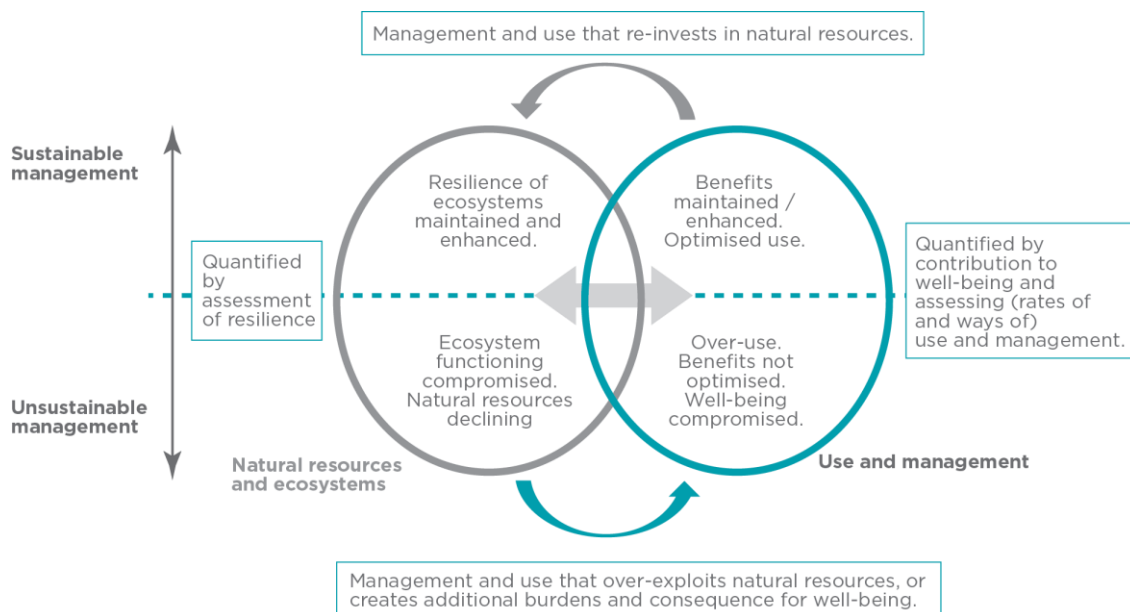 Management and use that re-invests in natural resources.
Sustainable
management
Resilience of
ecosystems
maintained and
enhanced.
Benefits
maintained /
enhanced.
Optimised use.
Quantified
by
assessment
of resilience
Quantified by
contribution to
well-being and
assessing (rates of
and ways of)
use and management.
Ecosystem
functioning
compromised.
Natural resources
declining
Over-use.
Benefits not
optimised.
Well-being
compromised.
Unsustainable
management
Natural resources
and ecosystems
Use and management
Management and use that over-exploits natural resources, or
creates additional burdens and consequence for well-being.